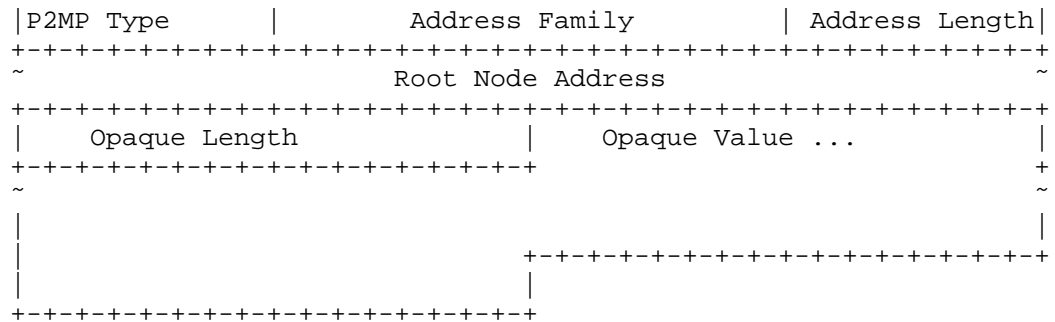 |P2MP Type      |        Address Family         | Address Length|
+-+-+-+-+-+-+-+-+-+-+-+-+-+-+-+-+-+-+-+-+-+-+-+-+-+-+-+-+-+-+-+-+
~                       Root Node Address                       ~
+-+-+-+-+-+-+-+-+-+-+-+-+-+-+-+-+-+-+-+-+-+-+-+-+-+-+-+-+-+-+-+-+
|    Opaque Length              |    Opaque Value ...           |
+-+-+-+-+-+-+-+-+-+-+-+-+-+-+-+-+                               +
~                                                               ~
|                                                               |
|                               +-+-+-+-+-+-+-+-+-+-+-+-+-+-+-+-+
|                               |
+-+-+-+-+-+-+-+-+-+-+-+-+-+-+-+-+